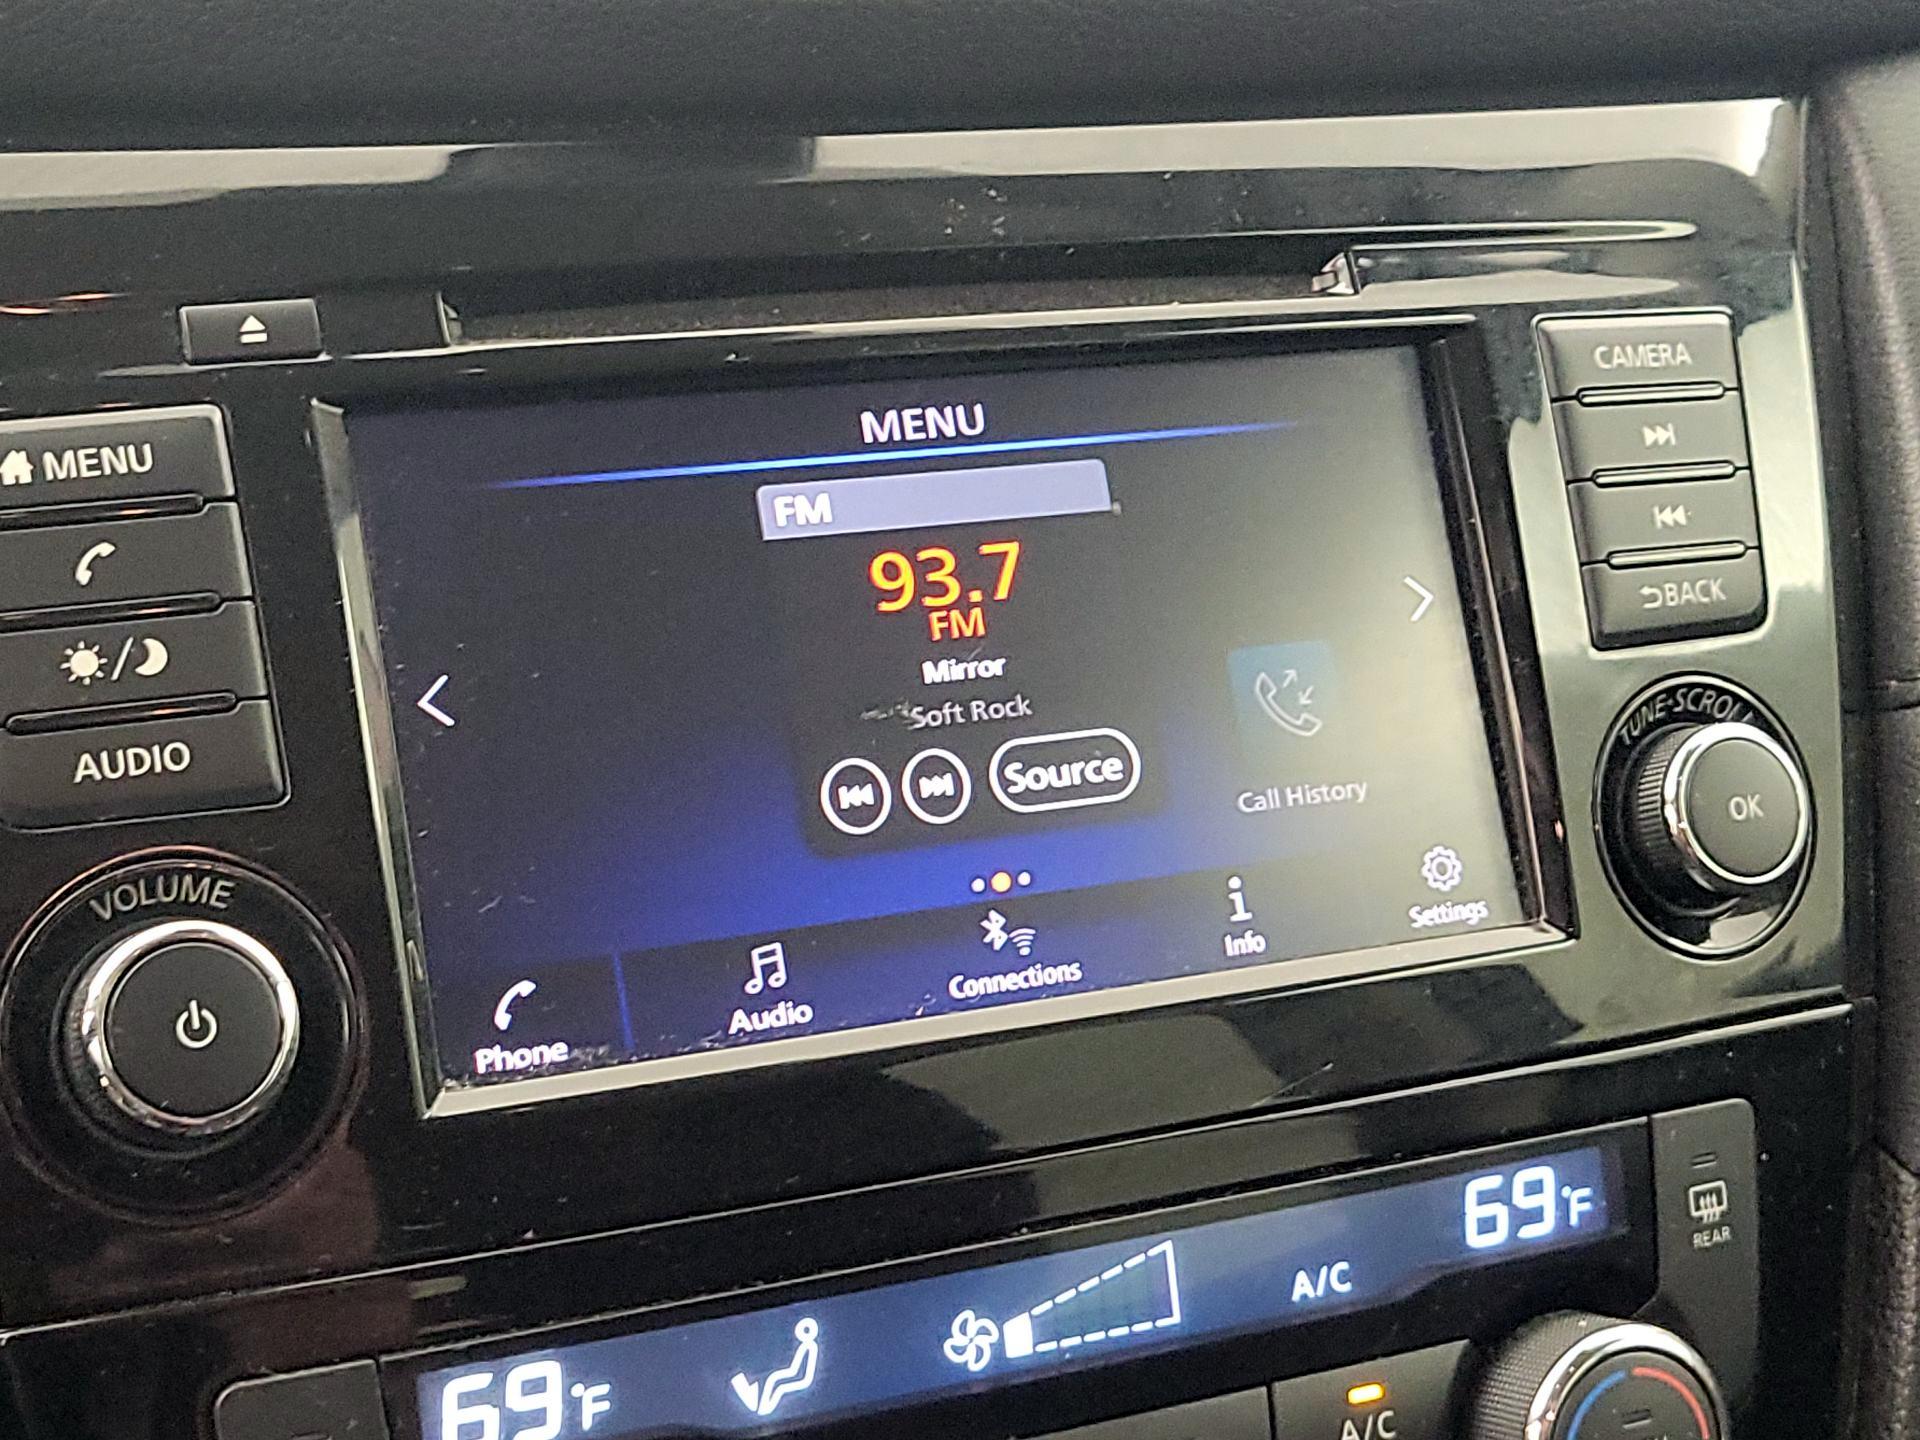 MENU
AUDIO
VOLUME
MENU
FM
93.7
FM
Mirror
Soft Rock
Source
Call History
Phone
Audio
Connections
Info
Settings
CAMERA
BACK
TUNE•SCROLL
OK
69°F
A/C
69°F
REAR
A/C